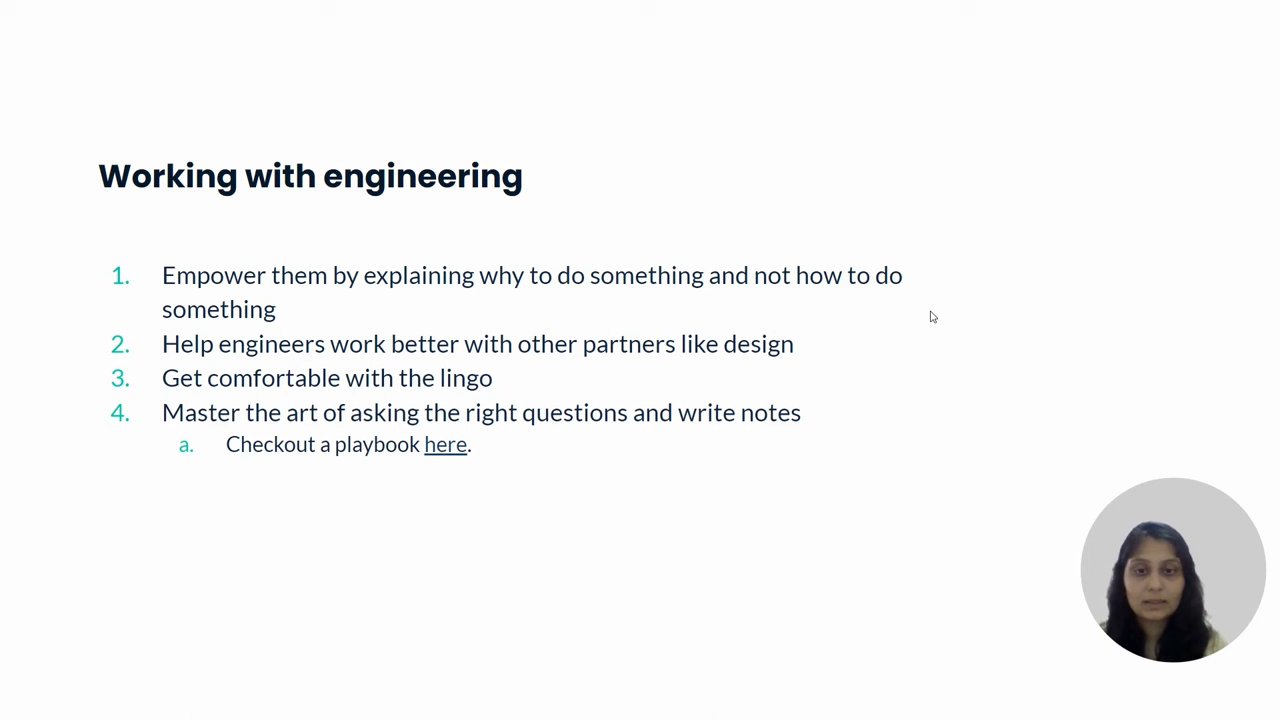 Working with engineering
1. Empower them by explaining why to do something and not how to do
something
2. Help engineers work better with other partners like design
3. Get comfortable with the lingo
4. Master the art of asking the right questions and write notes
a. Checkout a playbook here.